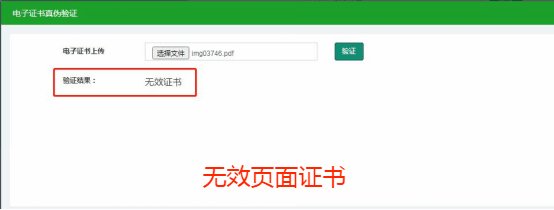 电子证书真伪验证
电子证书上传 选择文件 img03746.pdf 验证
验证结果： 无效证书
无效页面证书